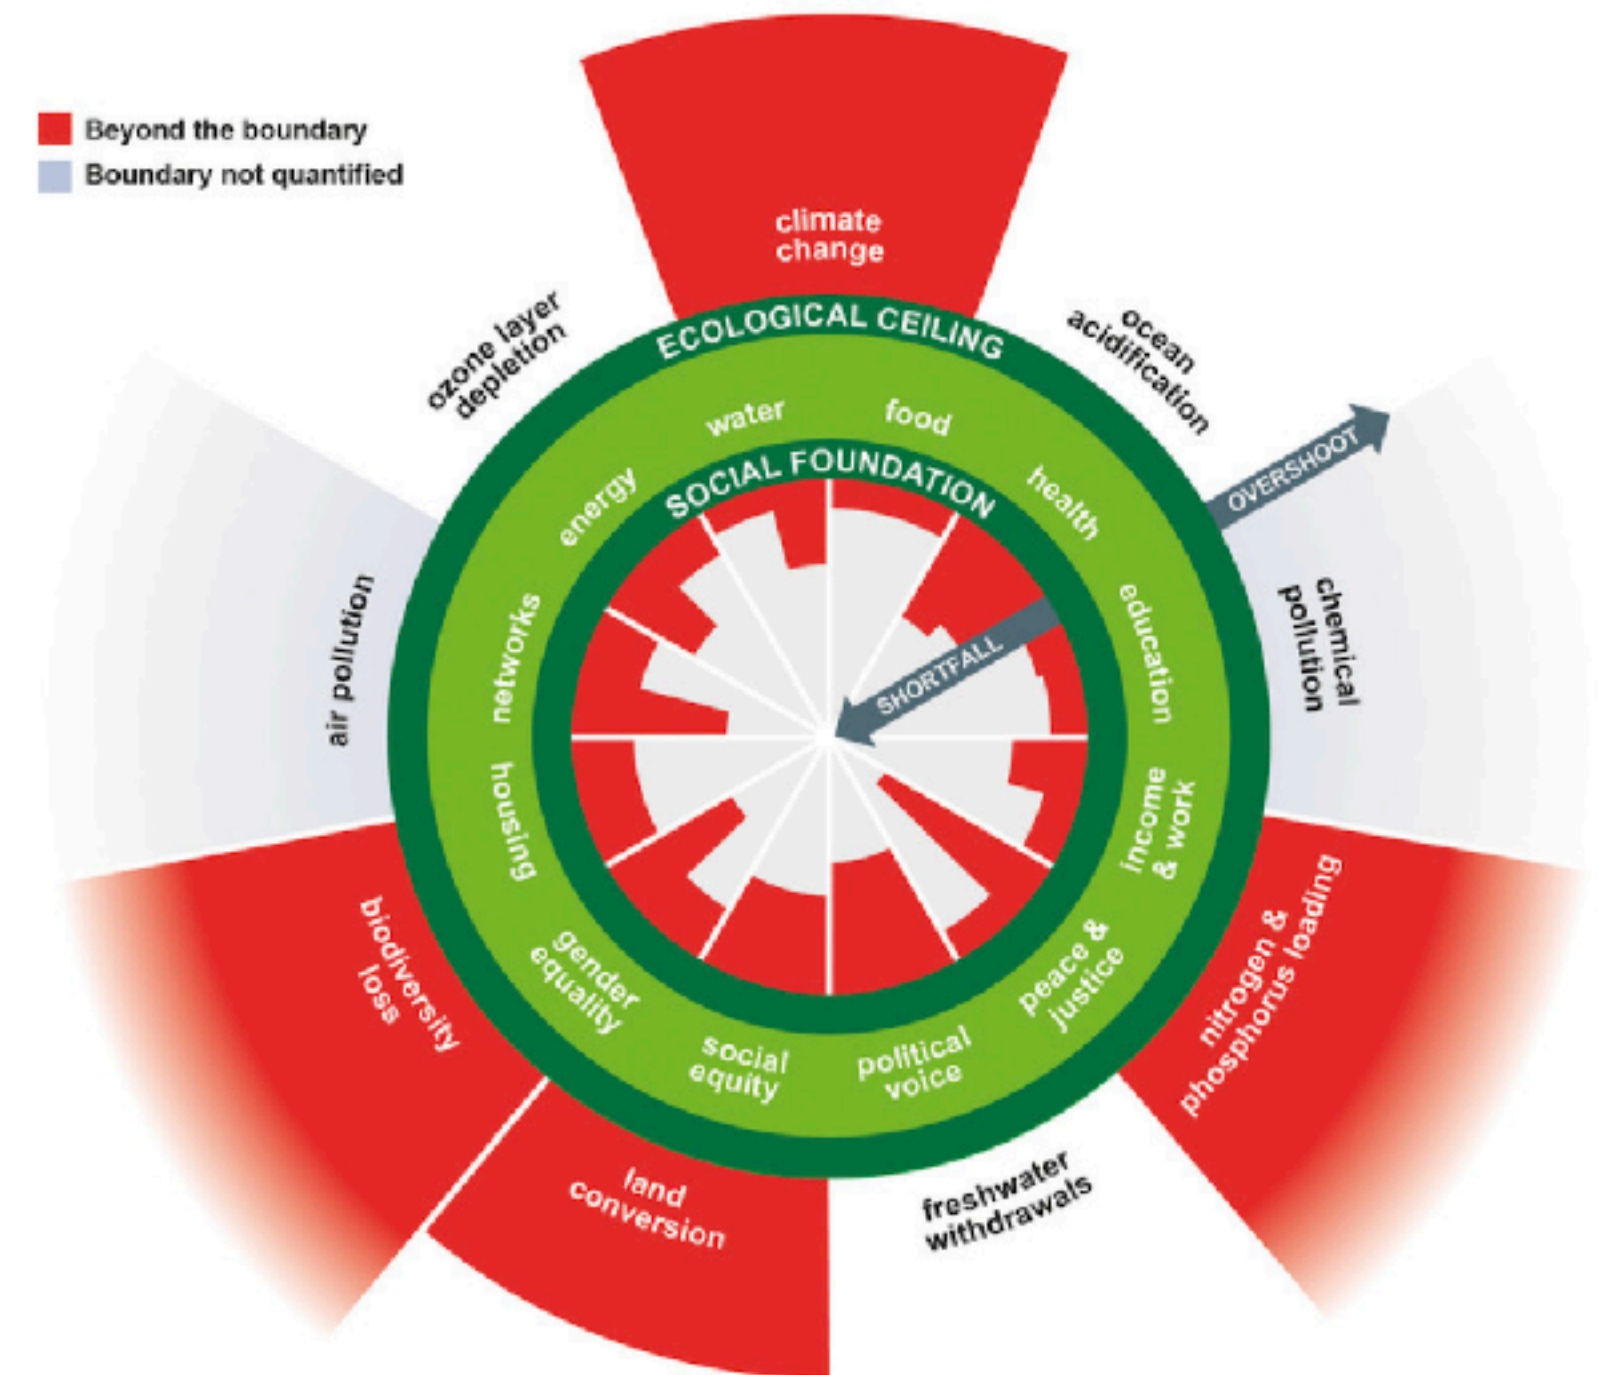 Beyond the boundary
Boundary not quantified
climate
change
ozone layer
depletion
ocean
acidification
ECOLOGICAL CEILING
OVERSHOOT
water
food
energy
health
SOCIAL FOUNDATION
SHORTFALL
networks
education
air pollution
chemical
pollution
housing
income
& work
biodiversity
loss
gender
equality
peace &
justice
nitrogen &
phosphorus loading
social
equity
political
voice
land
conversion
freshwater
withdrawals